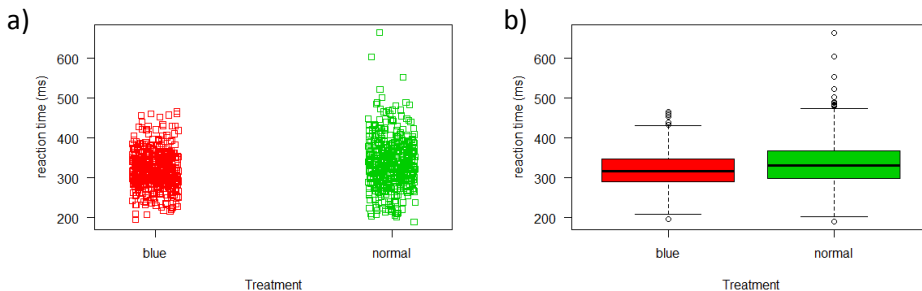 a)
reaction time (ms)
600
500
400
300
200
blue normal
Treatment
b)
reaction time (ms)
600
500
400
300
200
blue normal
Treatment